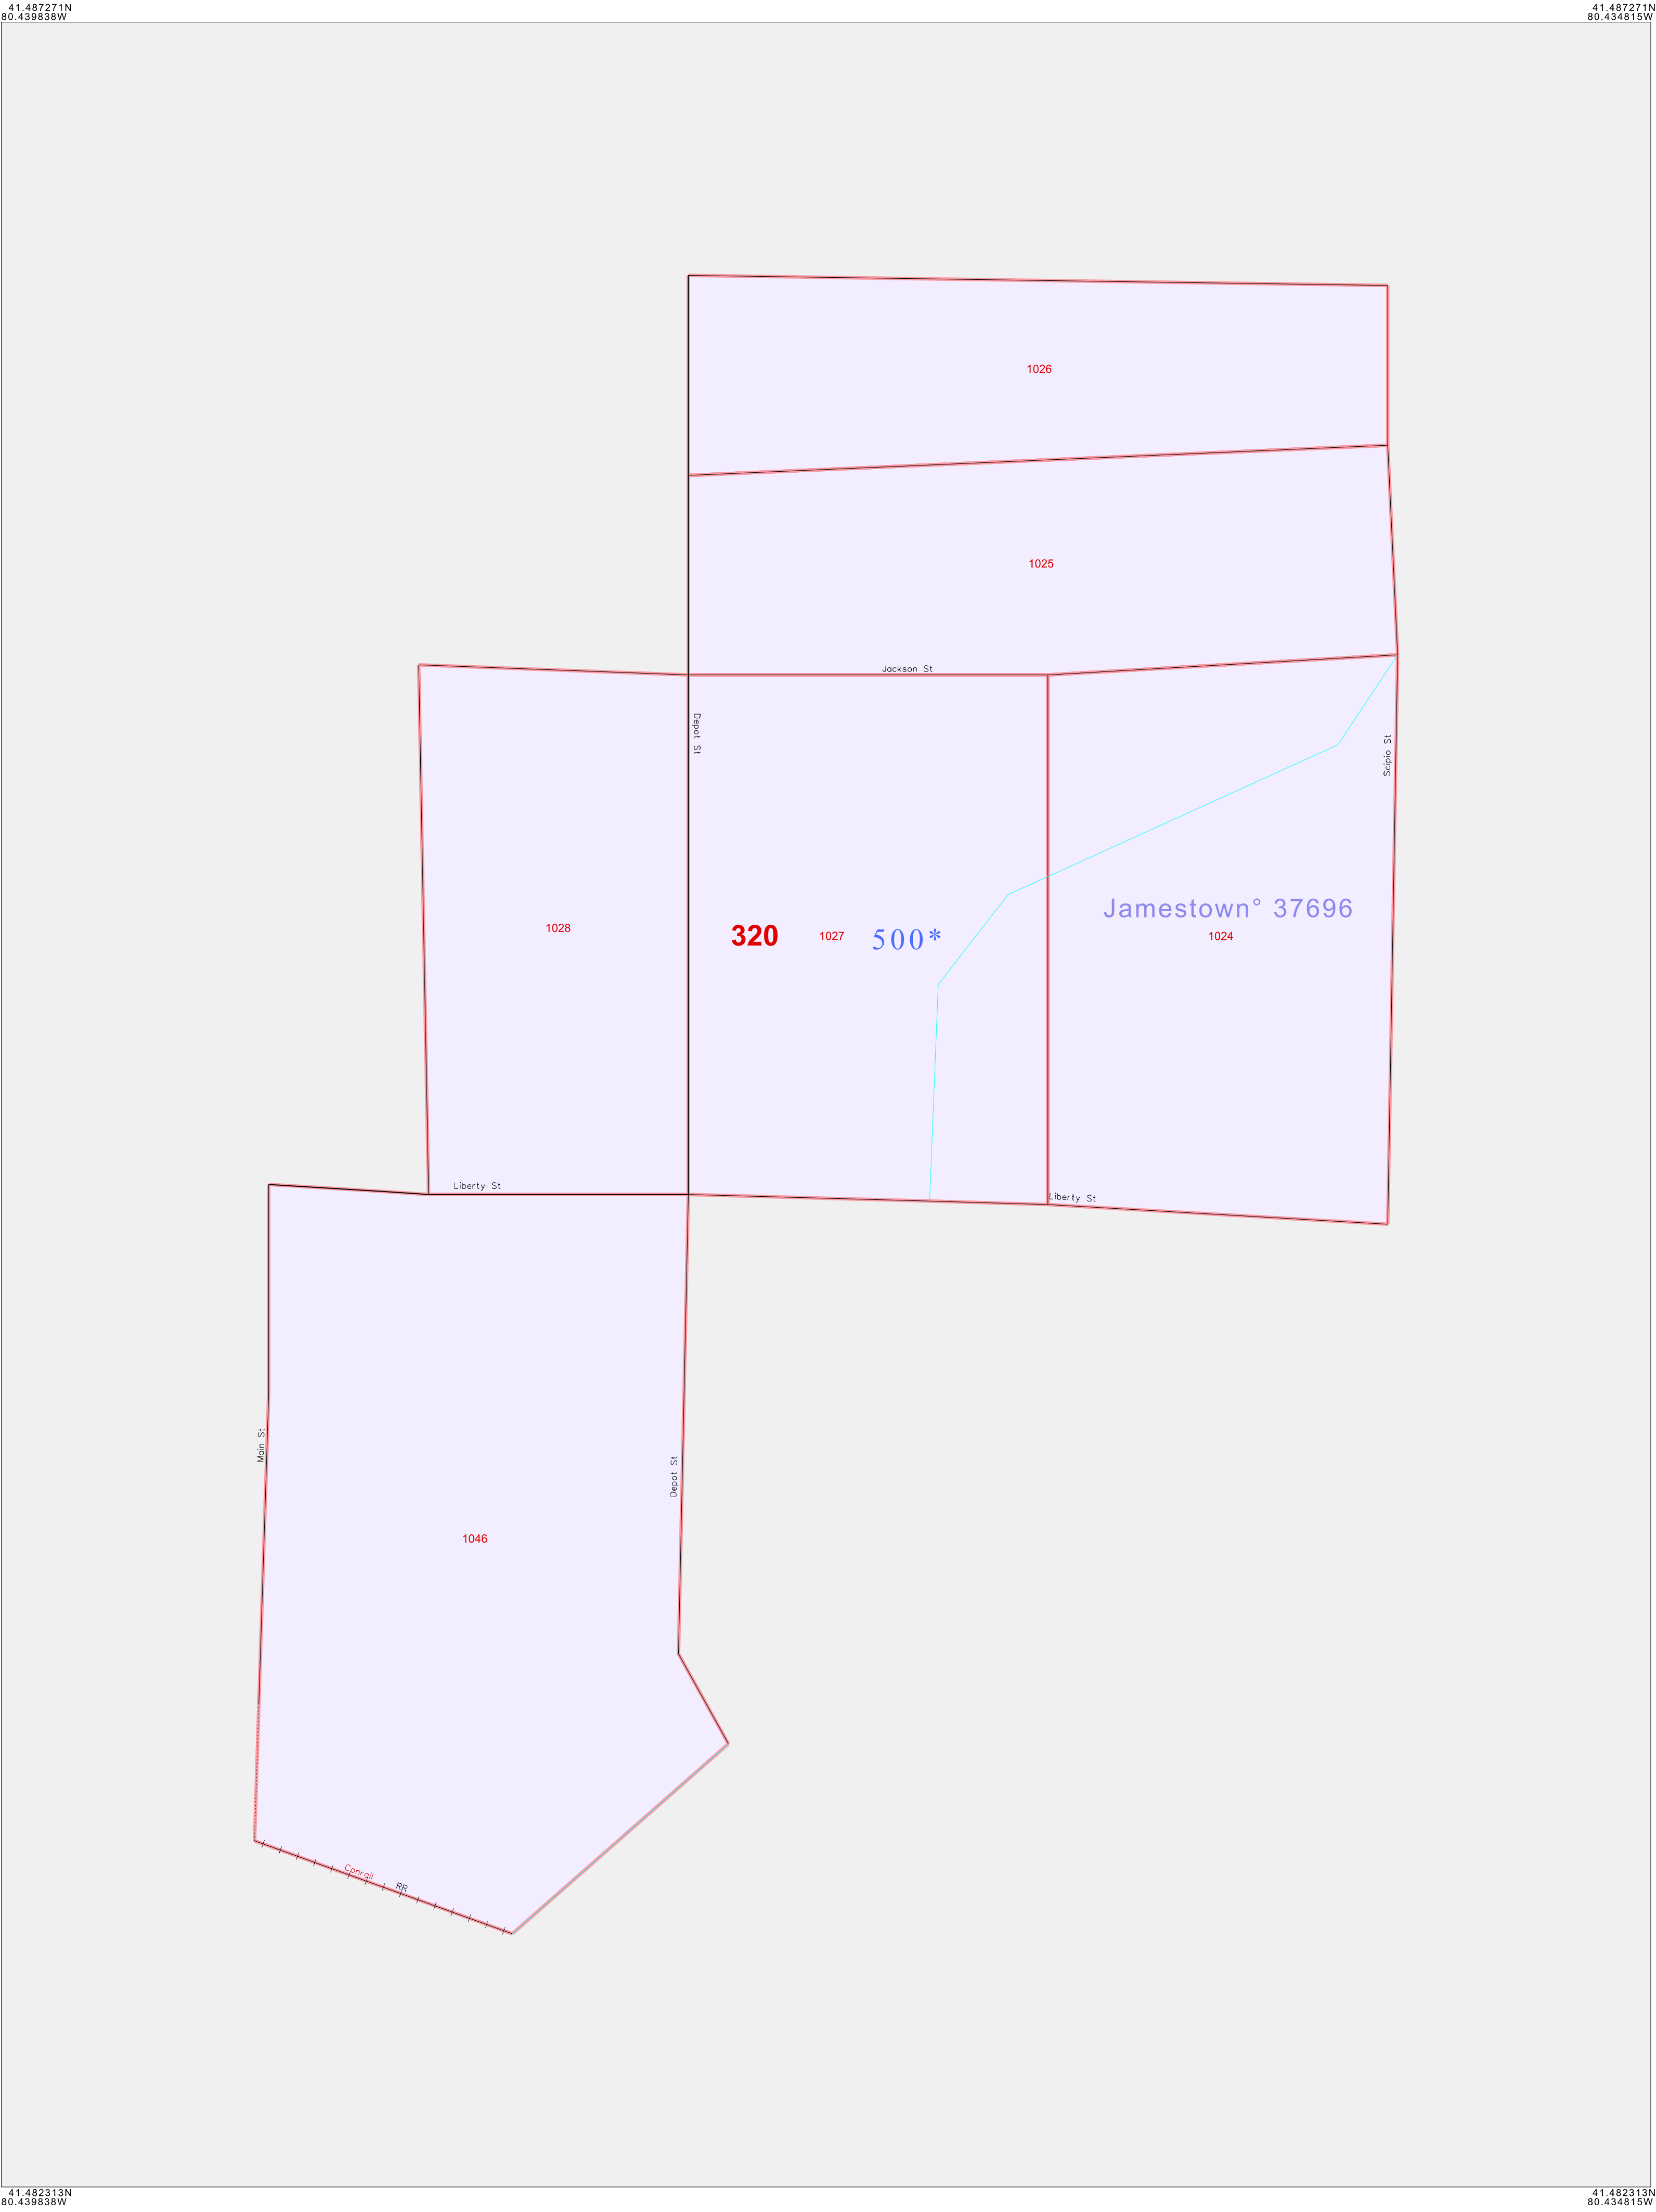 41.487271N
80.439838W
41.487271N
80.434815W
1026
1025
Jackson St
Depot St
Scipio St
Jamestown° 37696
1028
320
1027
500*
1024
Liberty St
Liberty St
Main St
Depot St
1046
Conrail
RR
41.482313N
80.439838W
41.482313N
80.434815W